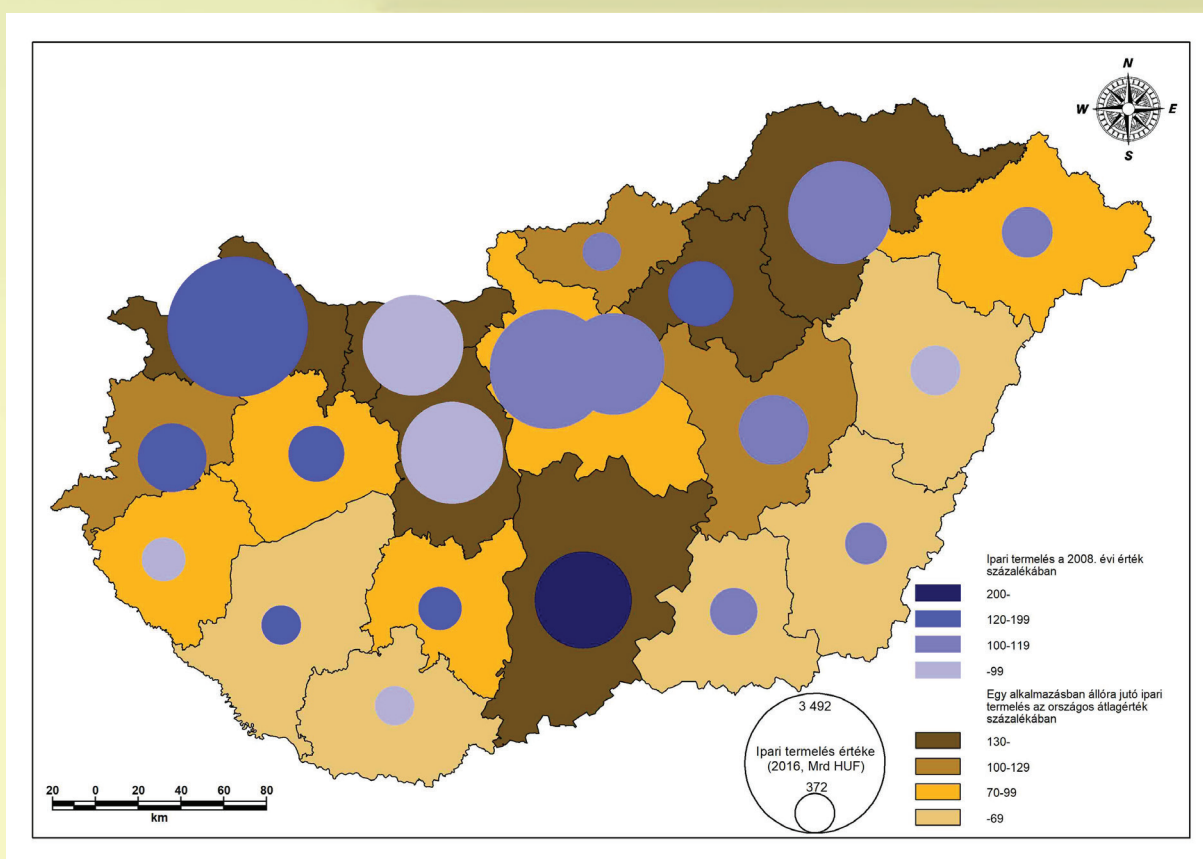 N
W E
S
Ipari termelés a 2008. évi érték
százalékában
200-
120-199
100-119
-99
Egy alkalmazásban állóra jutó ipari
termelés az országos átlagérték
százalékában
130-
100-129
70-99
-69
3 492
Ipari termelés értéke
(2016, Mrd HUF)
372
20 0 20 40 60 80
km